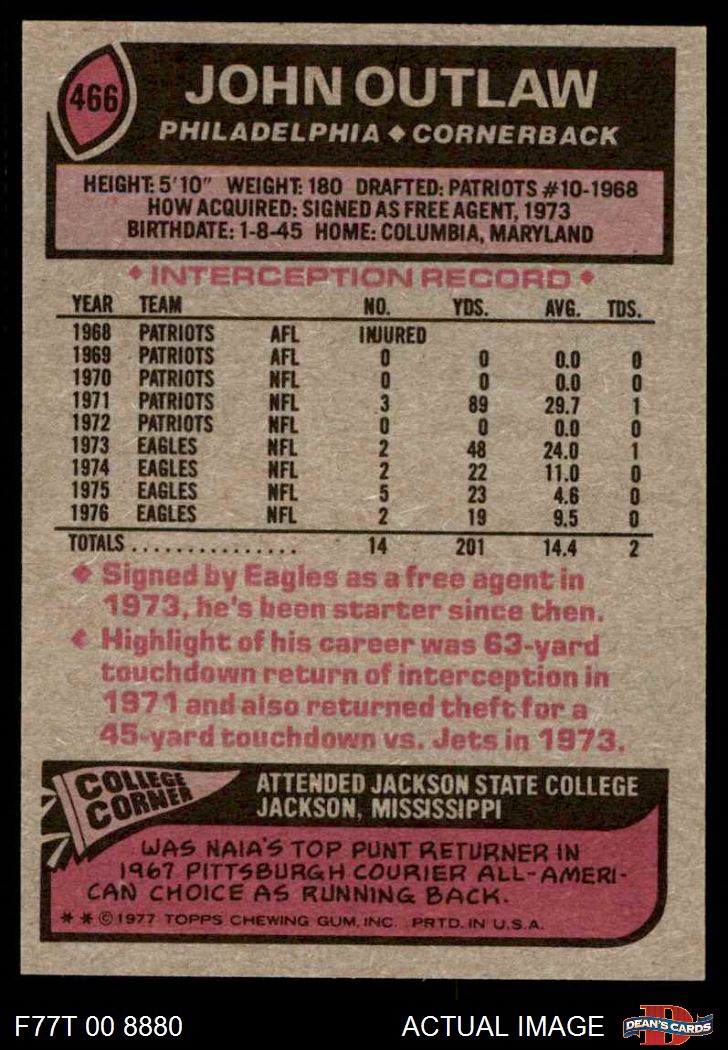 466
JOHN OUTLAW
PHILADELPHIA ◆ CORNERBACK
HEIGHT: 5'10" WEIGHT: 180 DRAFTED: PATRIOTS #10-1968
HOW ACQUIRED: SIGNED AS FREE AGENT, 1973
BIRTHDATE: 1-8-45 HOME: COLUMBIA, MARYLAND
◆ INTERCEPTION RECORD ◆
YEAR TEAM NO. YDS. AVG. TDS.
1968 PATRIOTS AFL INJURED
1969 PATRIOTS AFL 0 0 0.0 0
1970 PATRIOTS NFL 0 0 0.0 0
1971 PATRIOTS NFL 3 89 29.7 1
1972 PATRIOTS NFL 0 0 0.0 0
1973 EAGLES NFL 2 48 24.0 1
1974 EAGLES NFL 2 22 11.0 0
1975 EAGLES NFL 5 23 4.6 0
1976 EAGLES NFL 2 19 9.5 0
TOTALS ................ 14 201 14.4 2
◆ Signed by Eagles as a free agent in
1973, he's been starter since then.
◆ Highlight of his career was 63-yard
touchdown return of interception in
1971 and also returned theft for a
45-yard touchdown vs. Jets in 1973.
COLLEGE
CORNER
ATTENDED JACKSON STATE COLLEGE
JACKSON, MISSISSIPPI
WAS NAIA'S TOP PUNT RETURNER IN
1967 PITTSBURGH COURIER ALL-AMERI-
CAN CHOICE AS RUNNING BACK.
** © 1977 TOPPS CHEWING GUM, INC. PRTD. IN U.S.A.
F77T 00 8880
ACTUAL IMAGE
D
DEAN'S CARDS